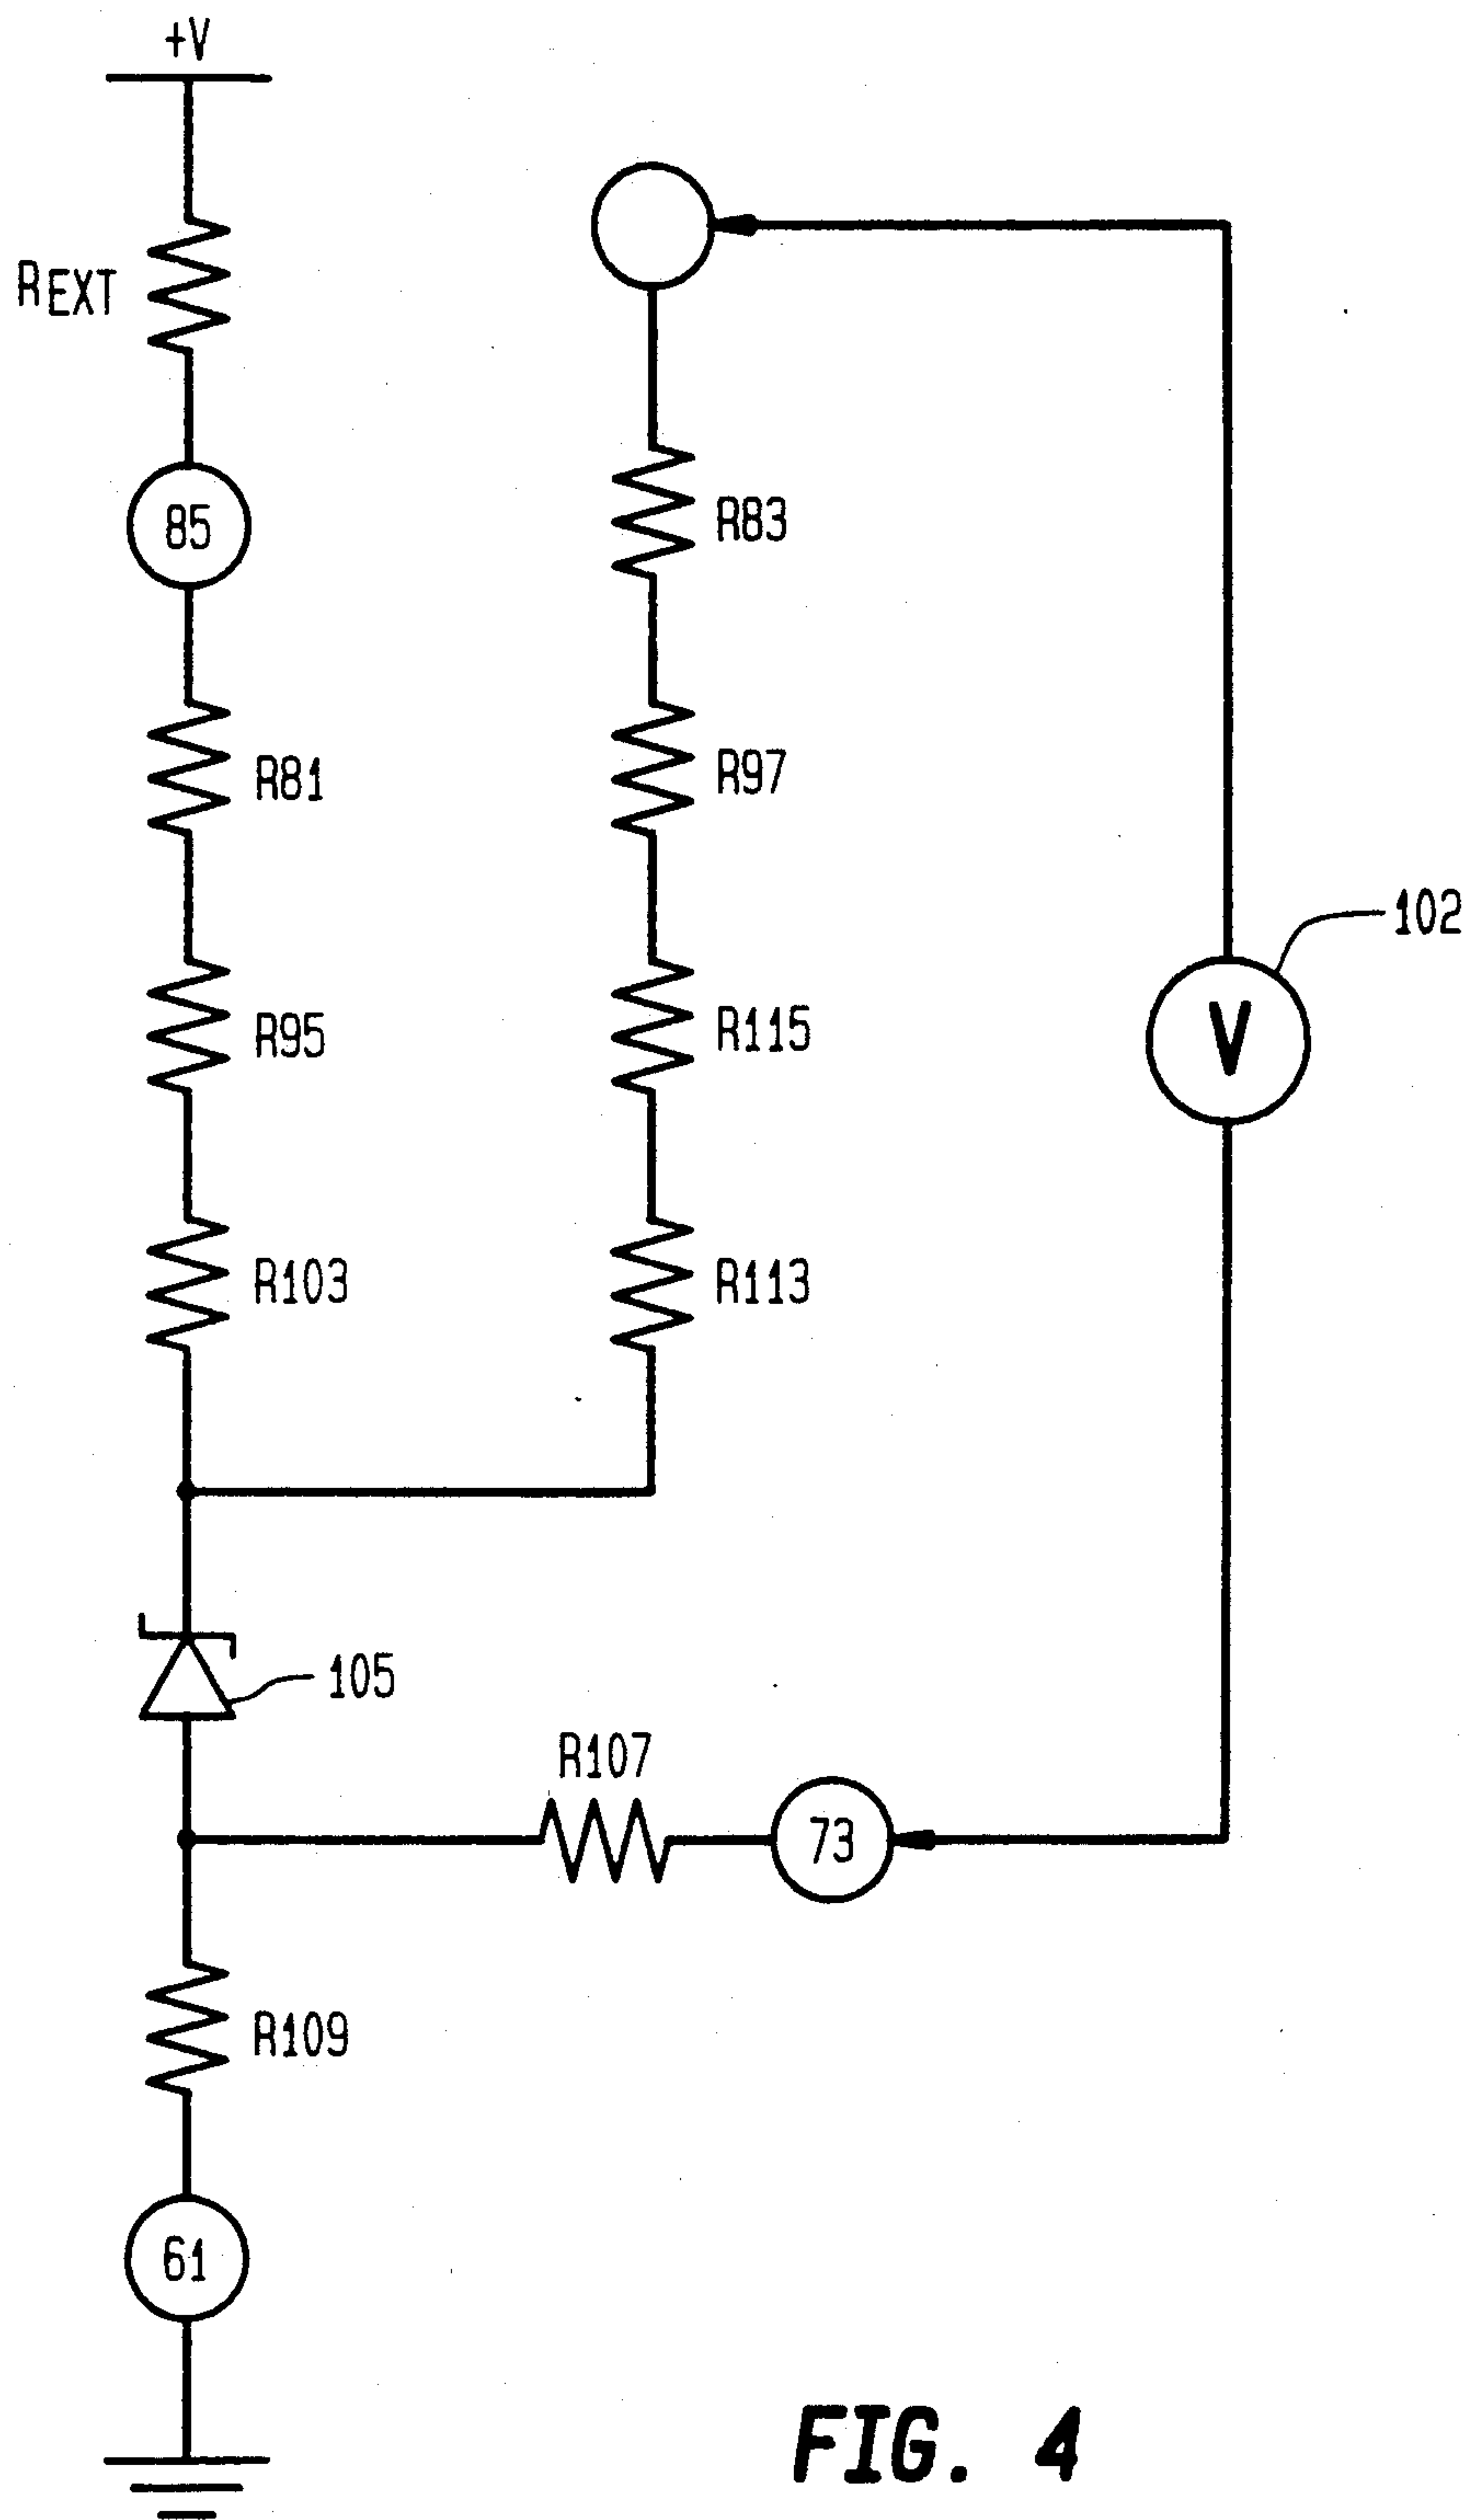 +V
REXT
85
R83
R81
R97
102
V
R95
R115
R103
R113
105
R107
73
R109
61
FIG. 4